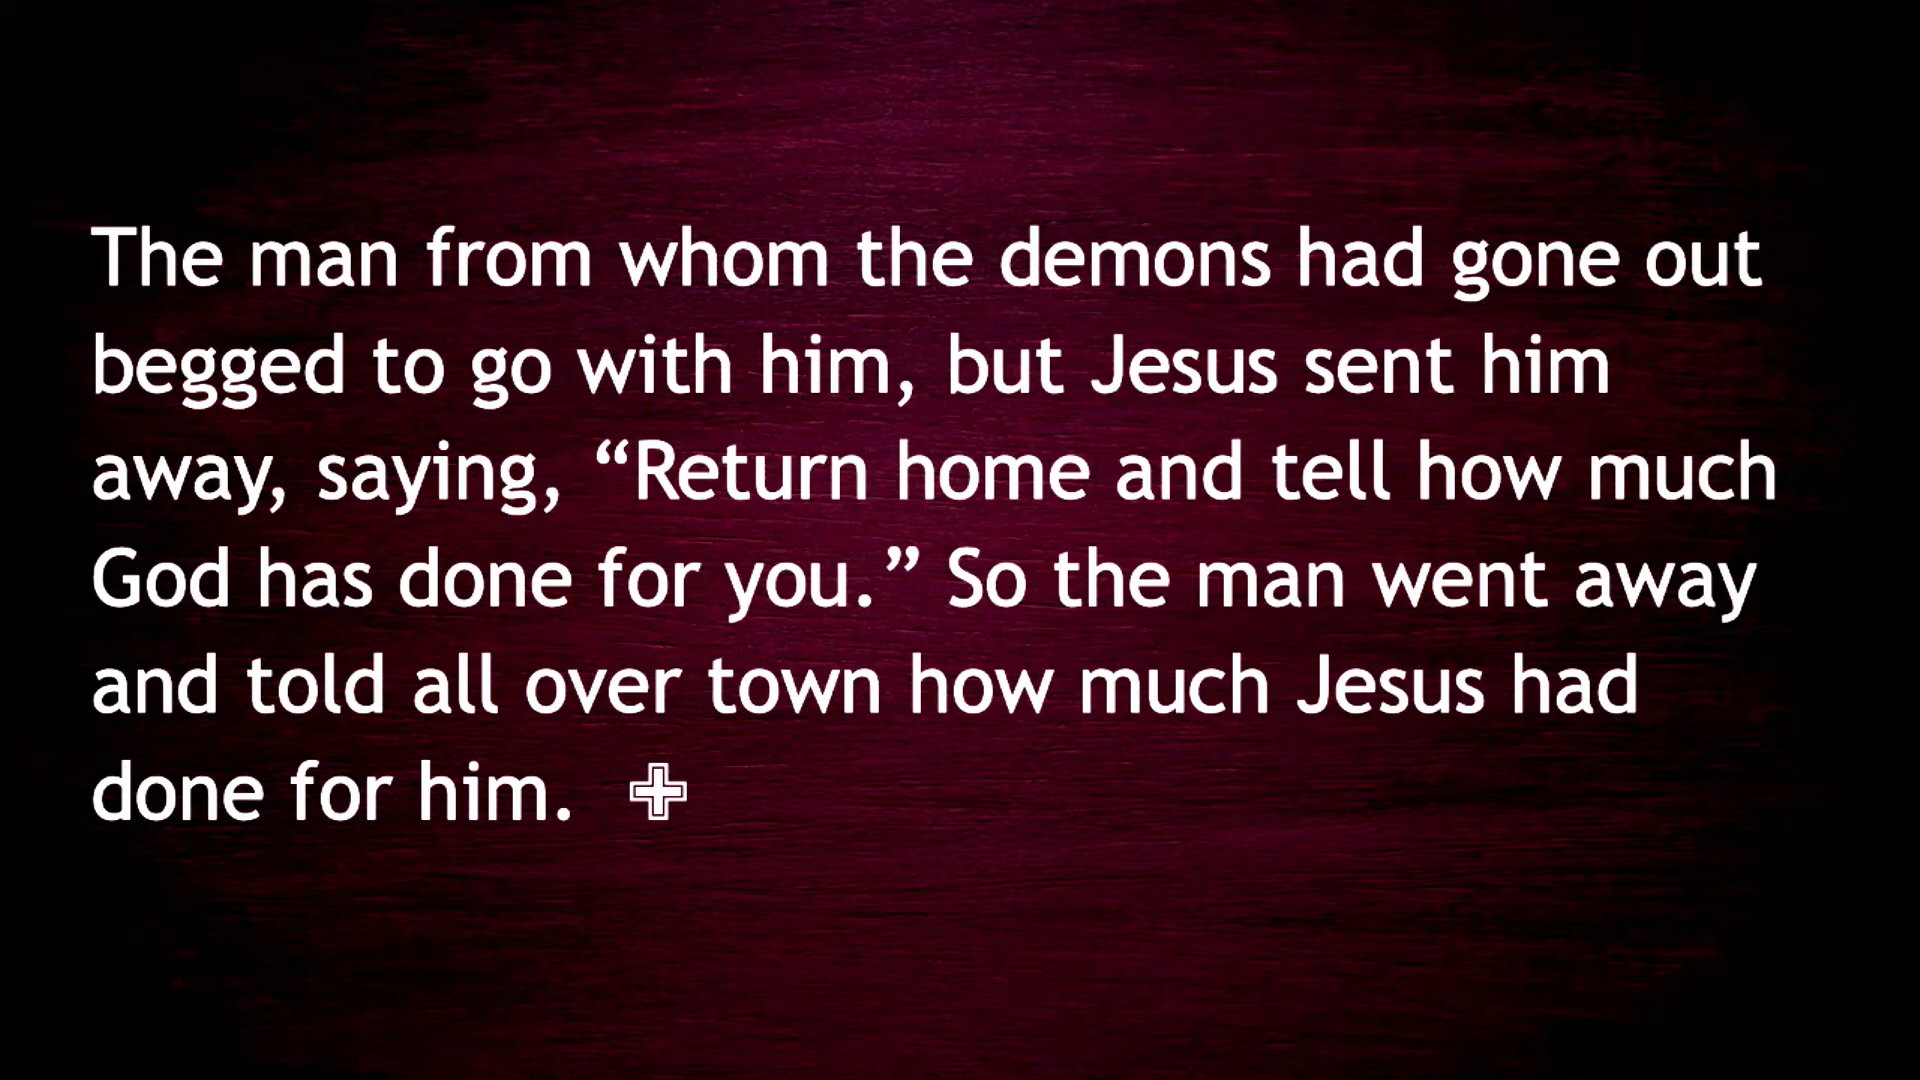 The man from whom the demons had gone out
begged to go with him, but Jesus sent him
away, saying, “Return home and tell how much
God has done for you.” So the man went away
and told all over town how much Jesus had
done for him. ✙